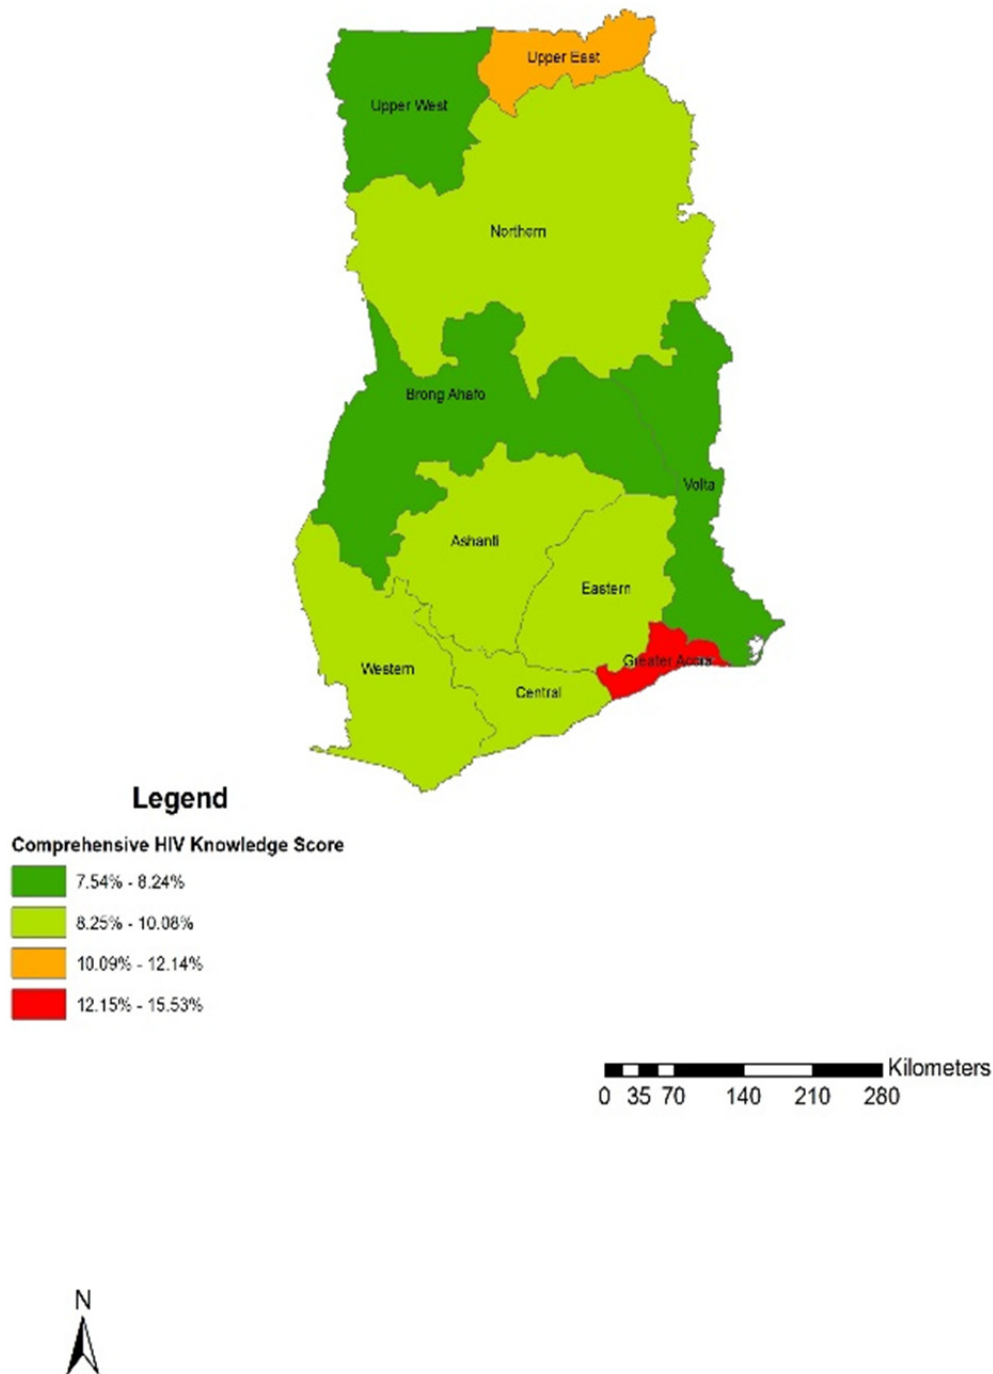 Upper East
Upper West
Northern
Brong Ahafo
Volta
Ashanti
Eastern
Greater Accra
Western
Central
Legend
Comprehensive HIV Knowledge Score
7.54% - 8.24%
8.25% - 10.08%
10.09% - 12.14%
12.15% - 15.53%
Kilometers
0 35 70 140 210 280
N